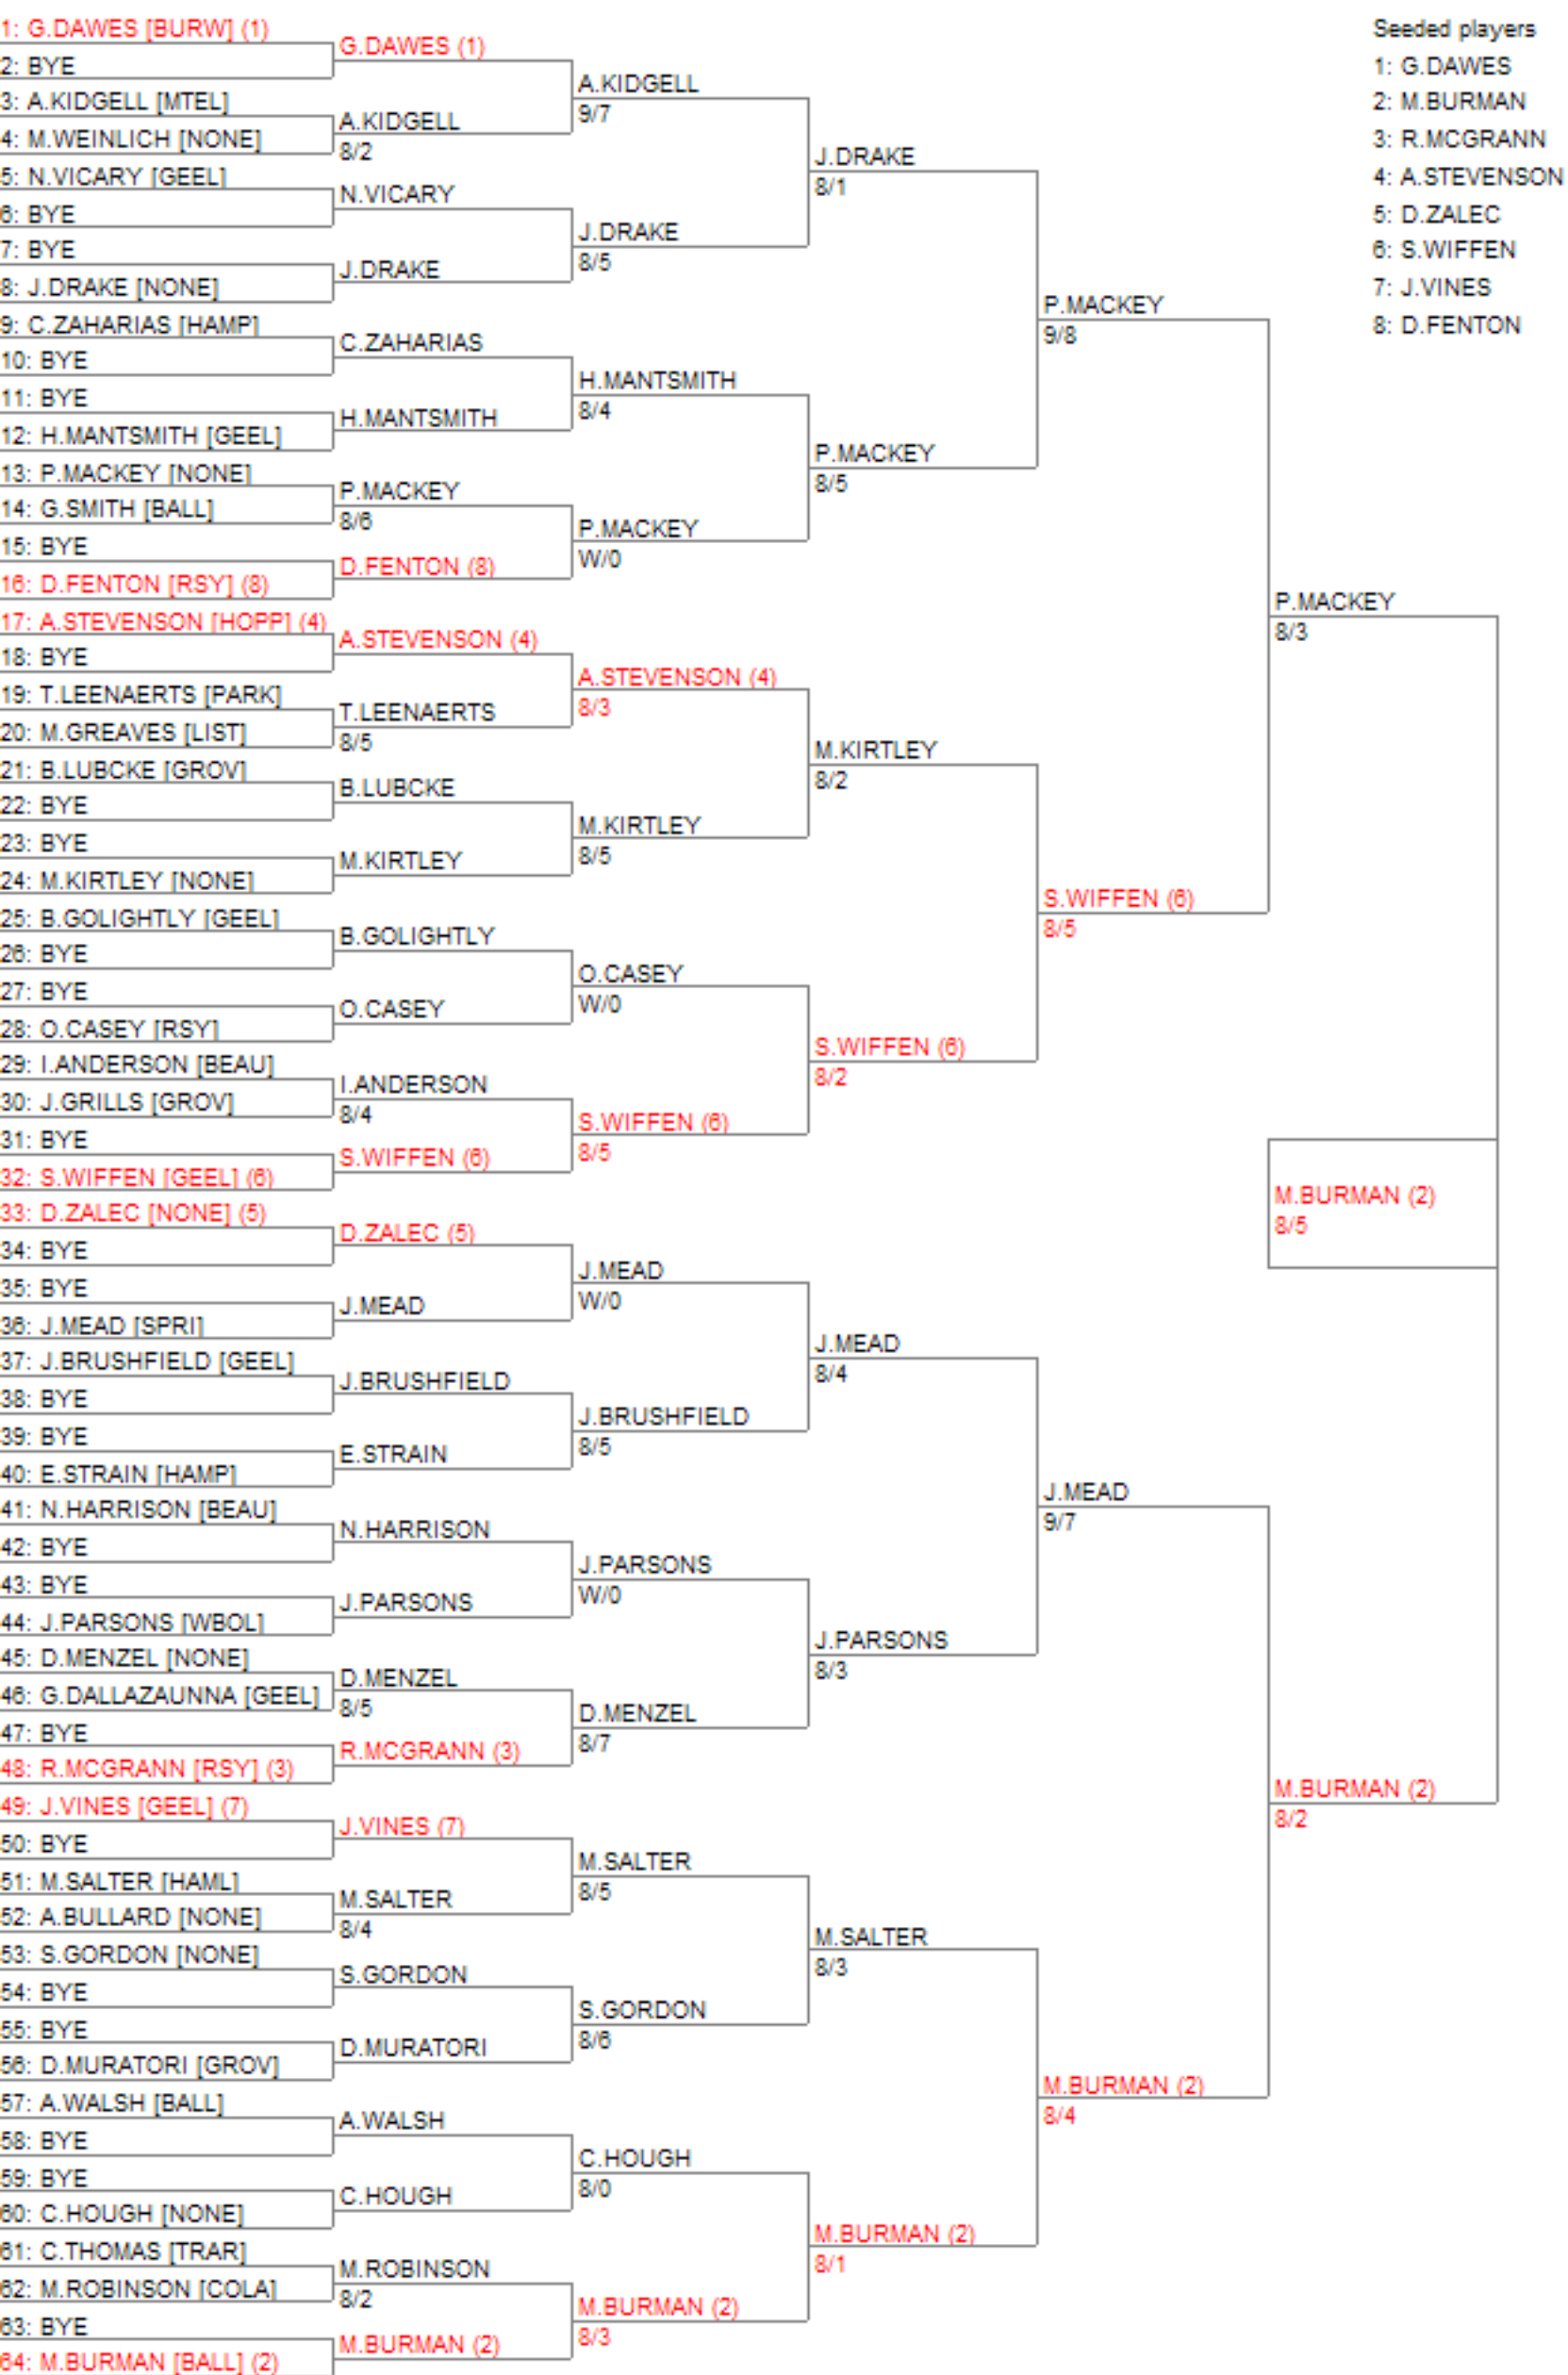 1: G.DAWES [BURW] (1)
2: BYE
3: A.KIDGELL [MTEL]
4: M.WEINLICH [NONE]
5: N.VICARY [GEEL]
6: BYE
7: BYE
8: J.DRAKE [NONE]
9: C.ZAHARIAS [HAMP]
10: BYE
11: BYE
12: H.MANTSMITH [GEEL]
13: P.MACKEY [NONE]
14: G.SMITH [BALL]
15: BYE
16: D.FENTON [RSY] (8)
17: A.STEVENSON [HOPP] (4)
18: BYE
19: T.LEENAERTS [PARK]
20: M.GREAVES [LIST]
21: B.LUBCKE [GROV]
22: BYE
23: BYE
24: M.KIRTLEY [NONE]
25: B.GOLIGHTLY [GEEL]
26: BYE
27: BYE
28: O.CASEY [RSY]
29: I.ANDERSON [BEAU]
30: J.GRILLS [GROV]
31: BYE
32: S.WIFFEN [GEEL] (6)
33: D.ZALEC [NONE] (5)
34: BYE
35: BYE
36: J.MEAD [SPRI]
37: J.BRUSHFIELD [GEEL]
38: BYE
39: BYE
40: E.STRAIN [HAMP]
41: N.HARRISON [BEAU]
42: BYE
43: BYE
44: J.PARSONS [WBOL]
45: D.MENZEL [NONE]
46: G.DALLAZAUNNA [GEEL]
47: BYE
48: R.MCGRANN [RSY] (3)
49: J.VINES [GEEL] (7)
50: BYE
51: M.SALTER [HAML]
52: A.BULLARD [NONE]
53: S.GORDON [NONE]
54: BYE
55: BYE
56: D.MURATORI [GROV]
57: A.WALSH [BALL]
58: BYE
59: BYE
60: C.HOUGH [NONE]
61: C.THOMAS [TRAR]
62: M.ROBINSON [COLA]
63: BYE
64: M.BURMAN [BALL] (2)
G.DAWES (1)
A.KIDGELL
8/2
N.VICARY
J.DRAKE
C.ZAHARIAS
H.MANTSMITH
P.MACKEY
8/6
D.FENTON (8)
A.STEVENSON (4)
T.LEENAERTS
8/5
B.LUBCKE
M.KIRTLEY
B.GOLIGHTLY
O.CASEY
I.ANDERSON
8/4
S.WIFFEN (6)
D.ZALEC (5)
J.MEAD
J.BRUSHFIELD
E.STRAIN
N.HARRISON
J.PARSONS
D.MENZEL
8/5
R.MCGRANN (3)
J.VINES (7)
M.SALTER
8/4
S.GORDON
D.MURATORI
A.WALSH
C.HOUGH
M.ROBINSON
8/2
M.BURMAN (2)
A.KIDGELL
9/7
J.DRAKE
8/5
H.MANTSMITH
8/4
P.MACKEY
W/0
A.STEVENSON (4)
8/3
M.KIRTLEY
8/5
O.CASEY
W/0
S.WIFFEN (6)
8/5
J.MEAD
W/0
J.BRUSHFIELD
8/5
J.PARSONS
W/0
D.MENZEL
8/7
M.SALTER
8/5
S.GORDON
8/6
C.HOUGH
8/0
M.BURMAN (2)
8/3
J.DRAKE
8/1
P.MACKEY
8/5
M.KIRTLEY
8/2
S.WIFFEN (6)
8/2
J.MEAD
8/4
J.PARSONS
8/3
M.SALTER
8/3
M.BURMAN (2)
8/1
P.MACKEY
9/8
S.WIFFEN (6)
8/5
J.MEAD
9/7
M.BURMAN (2)
8/4
P.MACKEY
8/3
M.BURMAN (2)
8/2
M.BURMAN (2)
8/5
Seeded players
1: G.DAWES
2: M.BURMAN
3: R.MCGRANN
4: A.STEVENSON
5: D.ZALEC
6: S.WIFFEN
7: J.VINES
8: D.FENTON